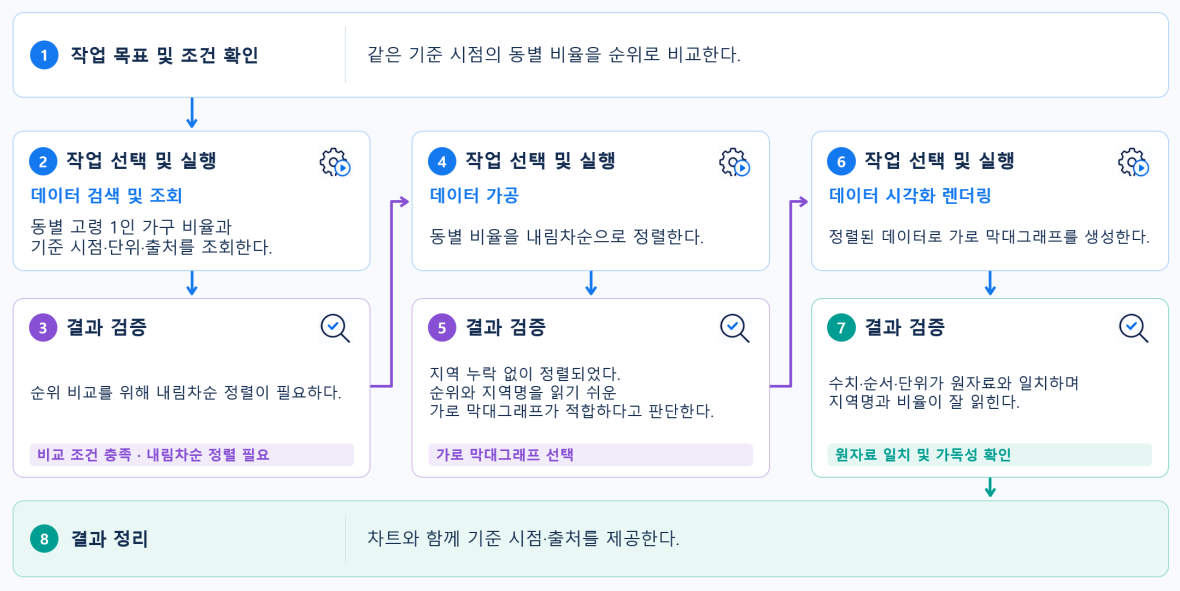 1 작업 목표 및 조건 확인
같은 기준 시점의 동별 비율을 순위로 비교한다.
2 작업 선택 및 실행
데이터 검색 및 조회
동별 고령 1인 가구 비율과
기준 시점·단위·출처를 조회한다.
3 결과 검증
순위 비교를 위해 내림차순 정렬이 필요하다.
비교 조건 충족 · 내림차순 정렬 필요
4 작업 선택 및 실행
데이터 가공
동별 비율을 내림차순으로 정렬한다.
5 결과 검증
지역 누락 없이 정렬되었다.
순위와 지역명을 읽기 쉬운
가로 막대그래프가 적합하다고 판단한다.
가로 막대그래프 선택
6 작업 선택 및 실행
데이터 시각화 렌더링
정렬된 데이터로 가로 막대그래프를 생성한다.
7 결과 검증
수치·순서·단위가 원자료와 일치하며
지역명과 비율이 잘 읽힌다.
원자료 일치 및 가독성 확인
8 결과 정리
차트와 함께 기준 시점·출처를 제공한다.